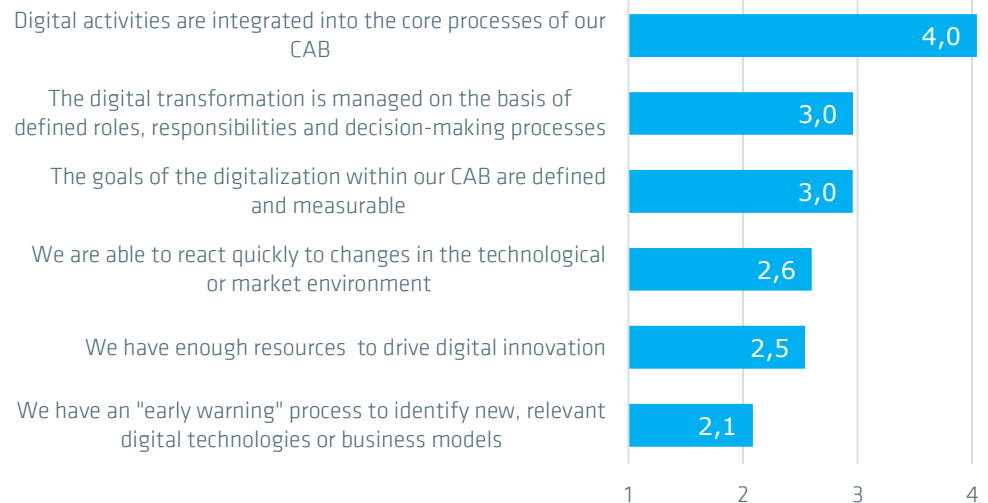 Digital activities are integrated into the core processes of our
CAB
4,0
The digital transformation is managed on the basis of
defined roles, responsibilities and decision-making processes
3,0
The goals of the digitalization within our CAB are defined
and measurable
3,0
We are able to react quickly to changes in the technological
or market environment
2,6
We have enough resources  to drive digital innovation
2,5
We have an "early warning" process to identify new, relevant
digital technologies or business models
2,1
1 2 3 4